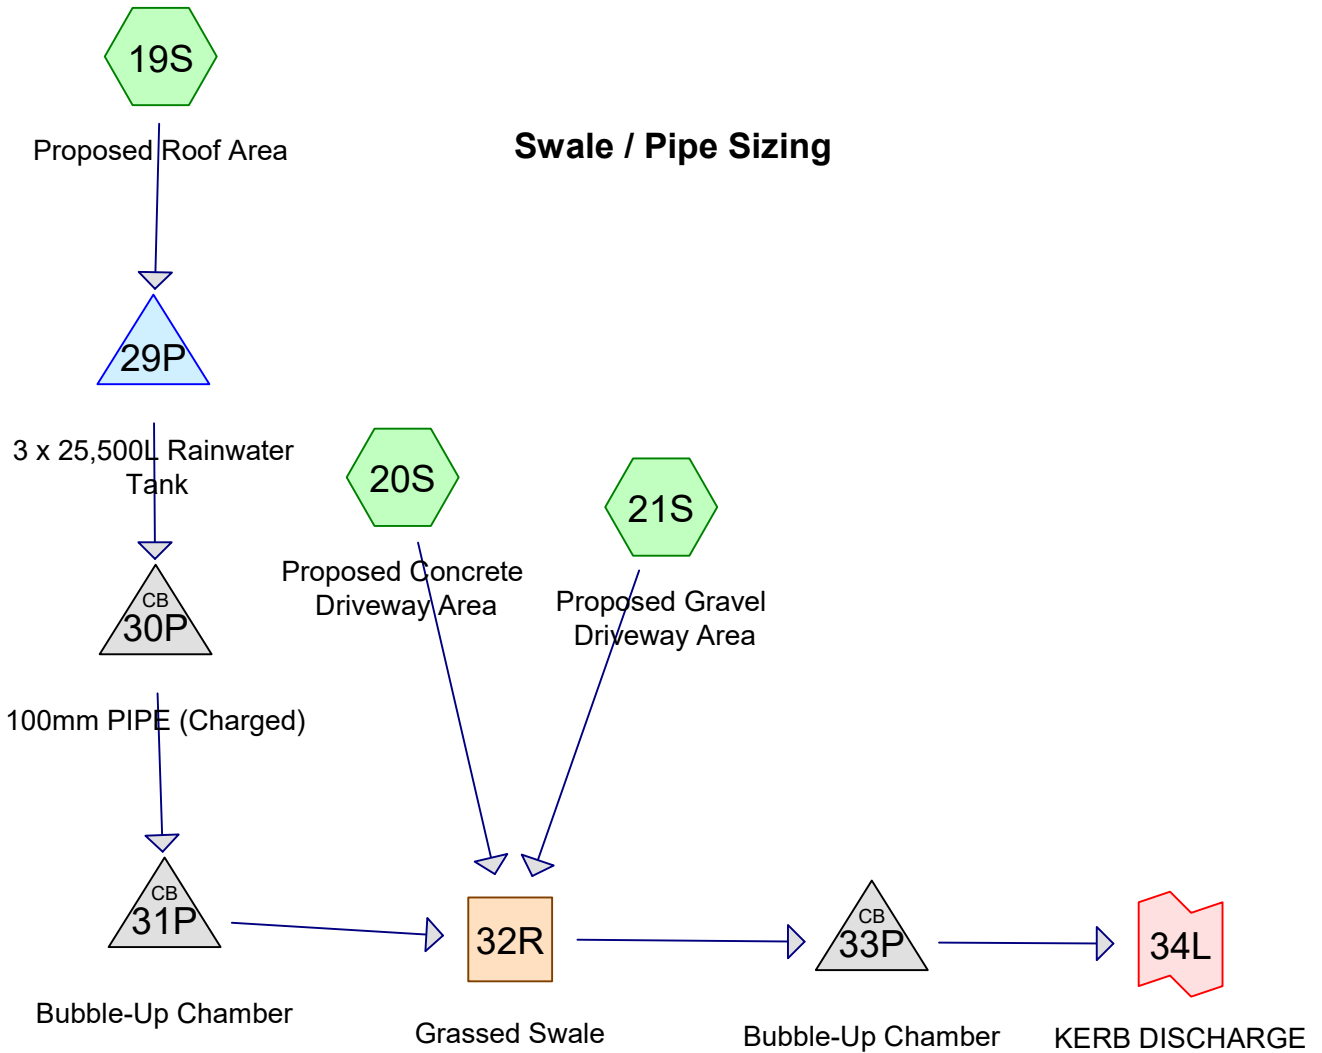 19S
Proposed Roof Area
Swale / Pipe Sizing
29P
3 x 25,500L Rainwater
Tank
20S
Proposed Concrete
Driveway Area
21S
Proposed Gravel
Driveway Area
CB
30P
100mm PIPE (Charged)
CB
31P
Bubble-Up Chamber
32R
Grassed Swale
CB
33P
Bubble-Up Chamber
34L
KERB DISCHARGE